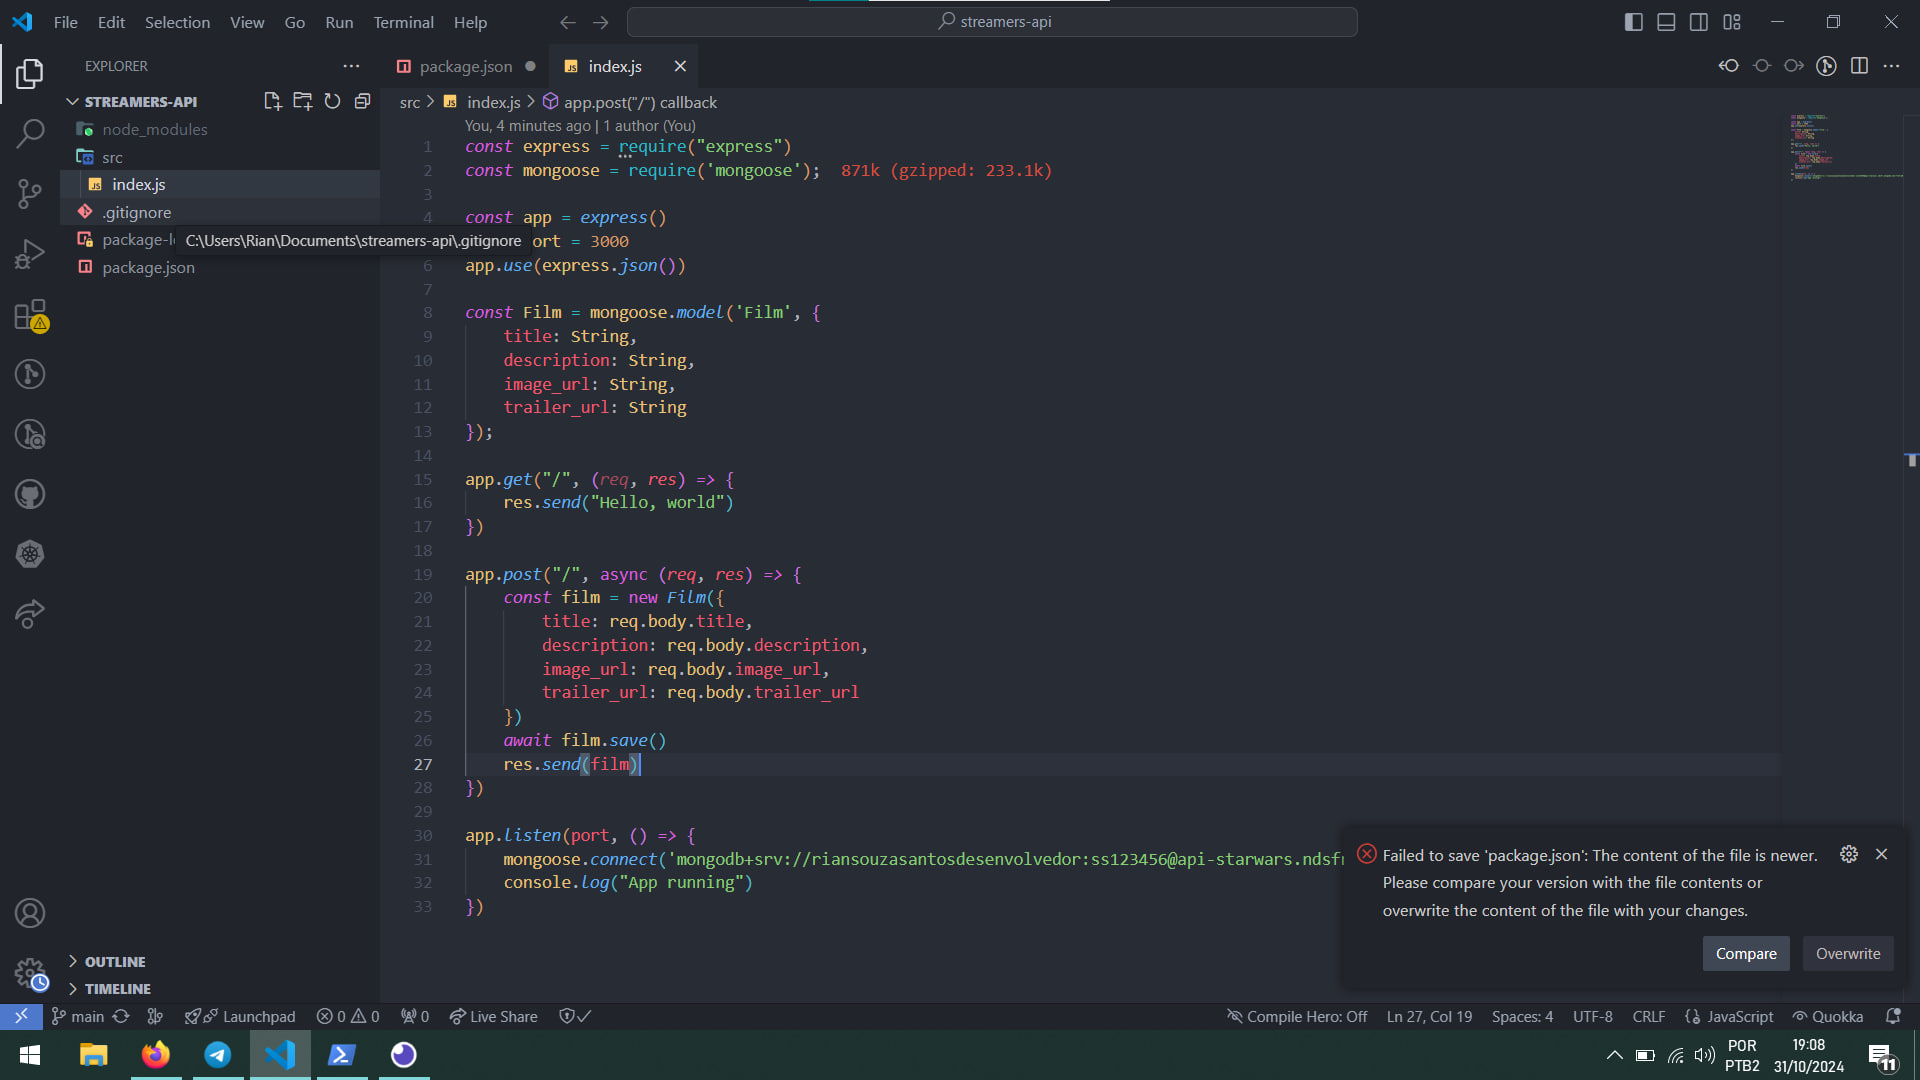 File Edit Selection View Go Run Terminal Help
streamers-api
EXPLORER
package.json
index.js
STREAMERS-API
node_modules
src
index.js
.gitignore
package-l
package.json
C:\Users\Rian\Documents\streamers-api\.gitignore
OUTLINE
TIMELINE
src > index.js > app.post("/") callback
You, 4 minutes ago | 1 author (You)
1 const express = require("express")
2 const mongoose = require('mongoose'); 871k (gzipped: 233.1k)
3
4 const app = express()
ort = 3000
6 app.use(express.json())
7
8 const Film = mongoose.model('Film', {
9 title: String,
10 description: String,
11 image_url: String,
12 trailer_url: String
13 });
14
15 app.get("/", (req, res) => {
16 res.send("Hello, world")
17 })
18
19 app.post("/", async (req, res) => {
20 const film = new Film({
21 title: req.body.title,
22 description: req.body.description,
23 image_url: req.body.image_url,
24 trailer_url: req.body.trailer_url
25 })
26 await film.save()
27 res.send(film)
28 })
29
30 app.listen(port, () => {
31 mongoose.connect('mongodb+srv://riansouzasantosdesenvolvedor:ss123456@api-starwars.ndsfr
32 console.log("App running")
33 })
Failed to save 'package.json': The content of the file is newer.
Please compare your version with the file contents or
overwrite the content of the file with your changes.
Compare
Overwrite
main
Launchpad
0 0
0
Live Share
Compile Hero: Off
Ln 27, Col 19
Spaces: 4
UTF-8
CRLF
JavaScript
Quokka
POR
PTB2
19:08
31/10/2024
11